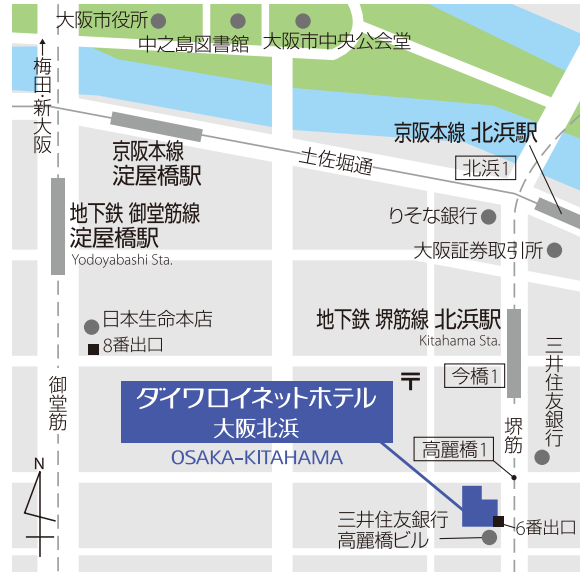 大阪市役所
中之島図書館
大阪市中央公会堂
↑梅田・新大阪
京阪本線
淀屋橋駅
土佐堀通
京阪本線 北浜駅
北浜1
りそな銀行
大阪証券取引所
地下鉄 御堂筋線
淀屋橋駅
Yodoyabashi Sta.
日本生命本店
8番出口
地下鉄 堺筋線 北浜駅
Kitahama Sta.
三井住友銀行
御堂筋
〒
今橋1
ダイワロイネットホテル
大阪北浜
OSAKA-KITAHAMA
堺筋
高麗橋1
N
三井住友銀行
高麗橋ビル
6番出口